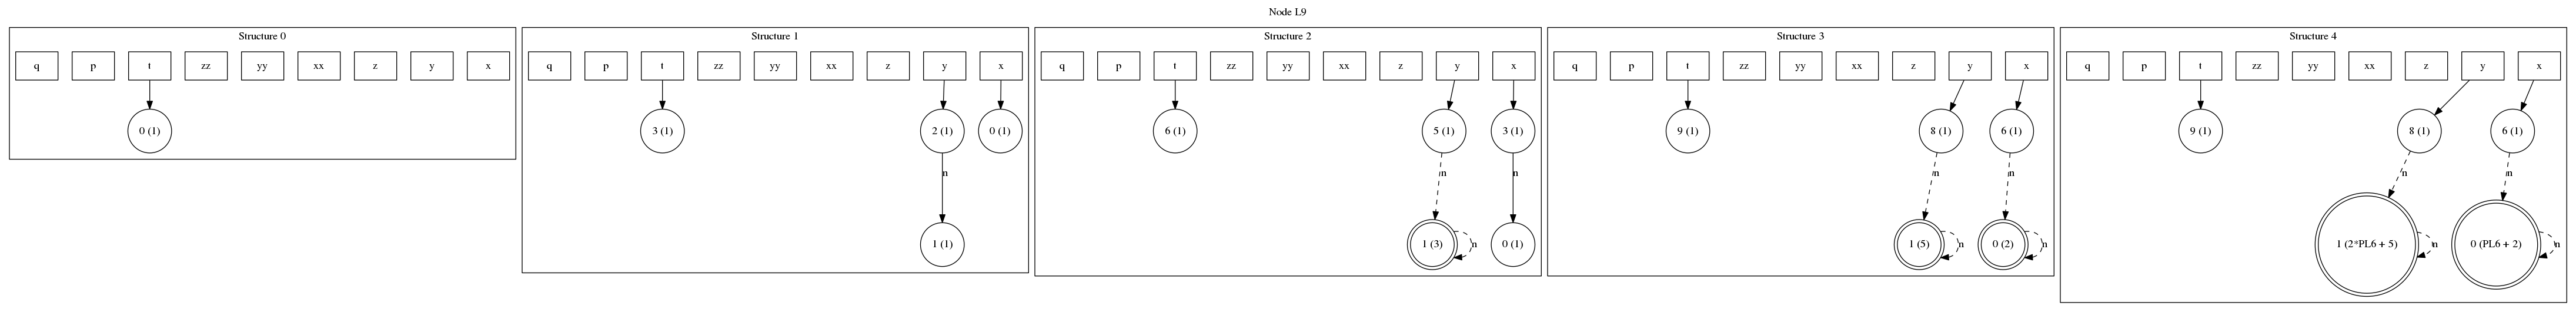 Node L9
Structure 0
q p t zz yy xx z y x
0 (1)
Structure 1
q p t zz yy xx z y x
3 (1) 2 (1) 0 (1)
n
1 (1)
Structure 2
q p t zz yy xx z y x
6 (1) 5 (1) 3 (1)
n n
1 (3) n 0 (1)
Structure 3
q p t zz yy xx z y x
9 (1) 8 (1) 6 (1)
n n
1 (5) n 0 (2) n
Structure 4
q p t zz yy xx z y x
9 (1) 8 (1) 6 (1)
n n
1 (2*PL6 + 5) n 0 (PL6 + 2) n